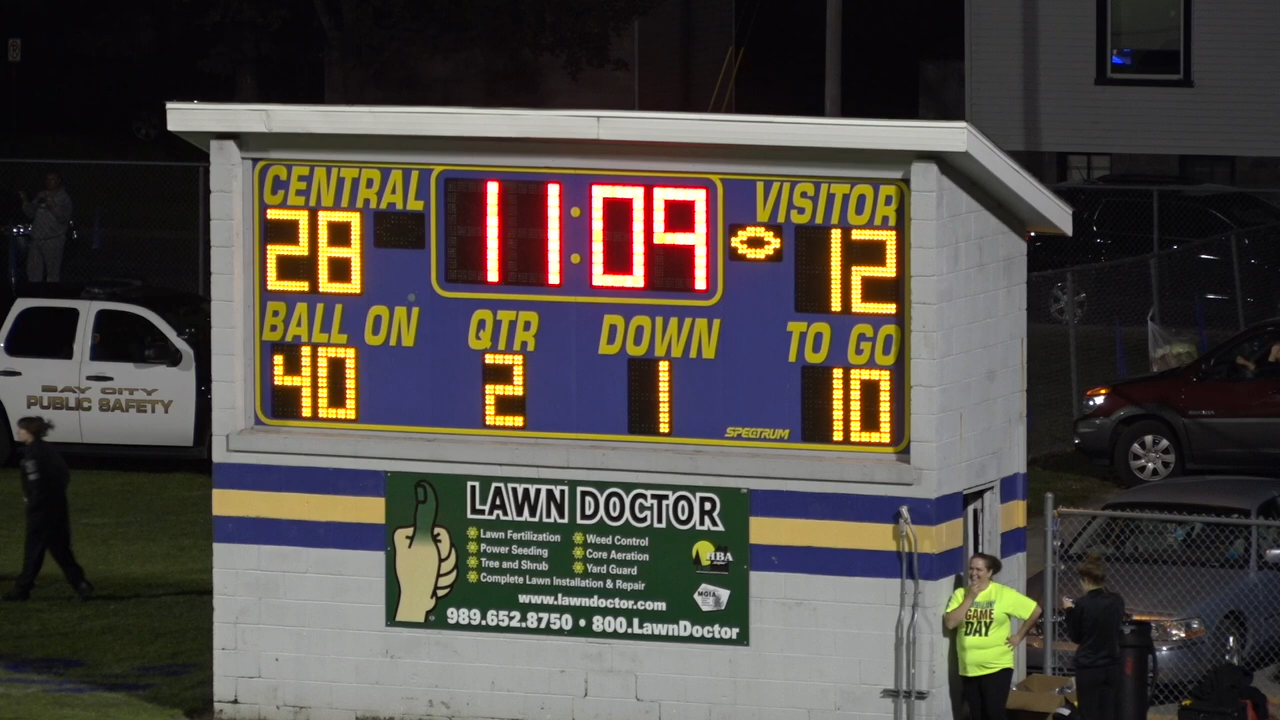 CENTRAL 11:09 VISITOR
28 12
BALL ON QTR DOWN TO GO
40 2 1 10
SPECTRUM
BAY CITY
PUBLIC SAFETY
LAWN DOCTOR
Lawn Fertilization Weed Control
Power Seeding Core Aeration
Tree and Shrub Yard Guard
Complete Lawn Installation & Repair
www.lawndoctor.com
989.652.8750 • 800.LawnDoctor
HBA
MGIA
GAME
DAY